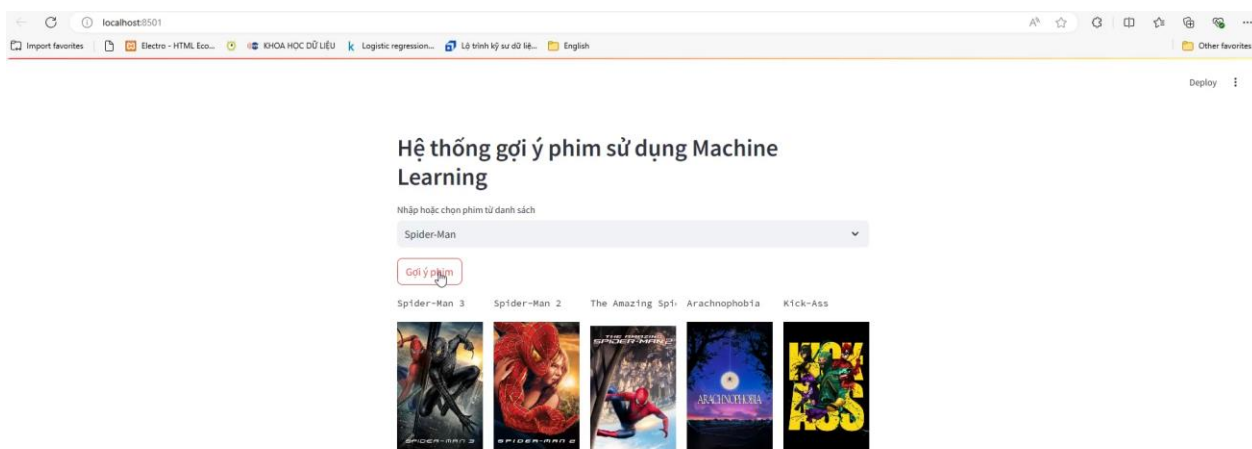 localhost:8501
Import favorites
Electro - HTML Eco...
KHOA HỌC DỮ LIỆU
Logistic regression...
Lộ trình kỹ sư dữ liệ...
English
Other favorites
Deploy
Hệ thống gợi ý phim sử dụng Machine
Learning
Nhập hoặc chọn phim từ danh sách
Spider-Man
Gợi ý phim
Spider-Man 3
Spider-Man 2
The Amazing Spi
Arachnophobia
Kick-Ass
SPIDER-MAN 3
SPIDER-MAN 2
THE AMAZING
SPIDER-MAN 2
ARACHNOPHOBIA
KICK
ASS